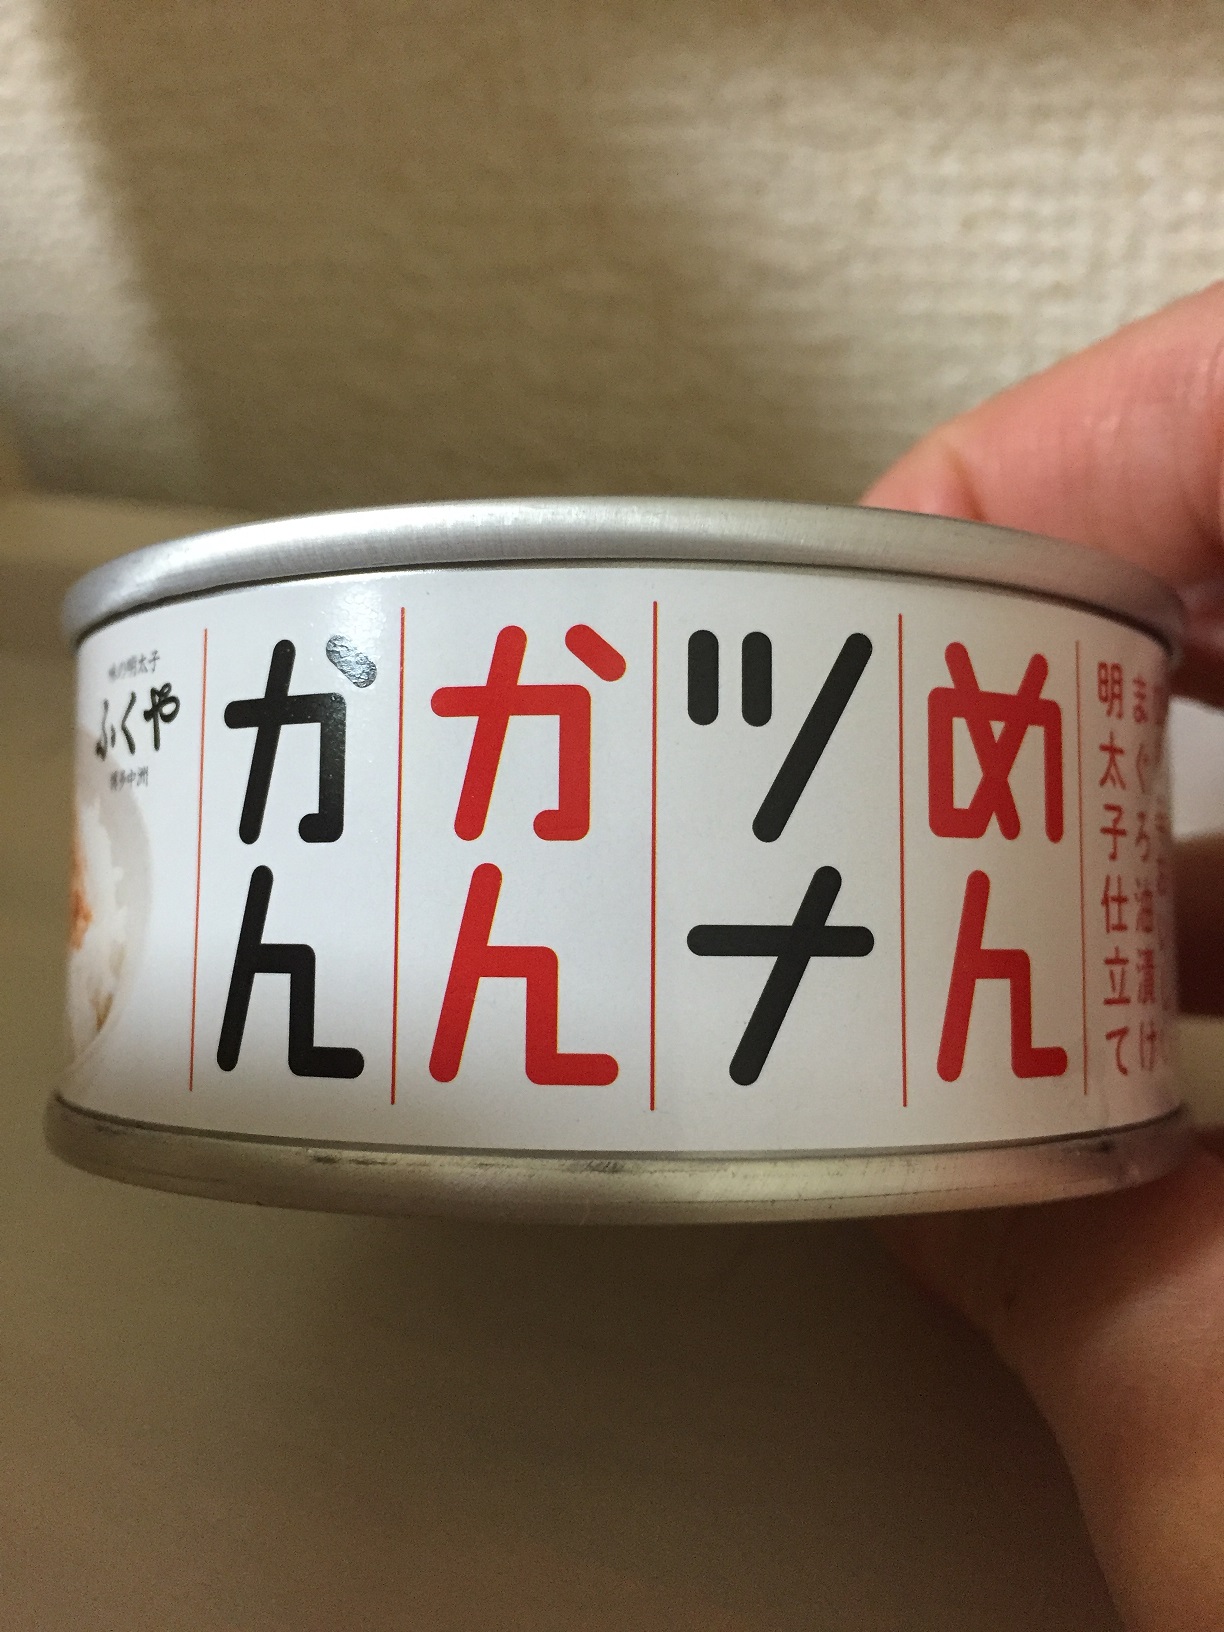 まぐろ油漬け
明太子仕立て
めん
ツナ
かん
かん
味の明太子
ふくや
博多中洲